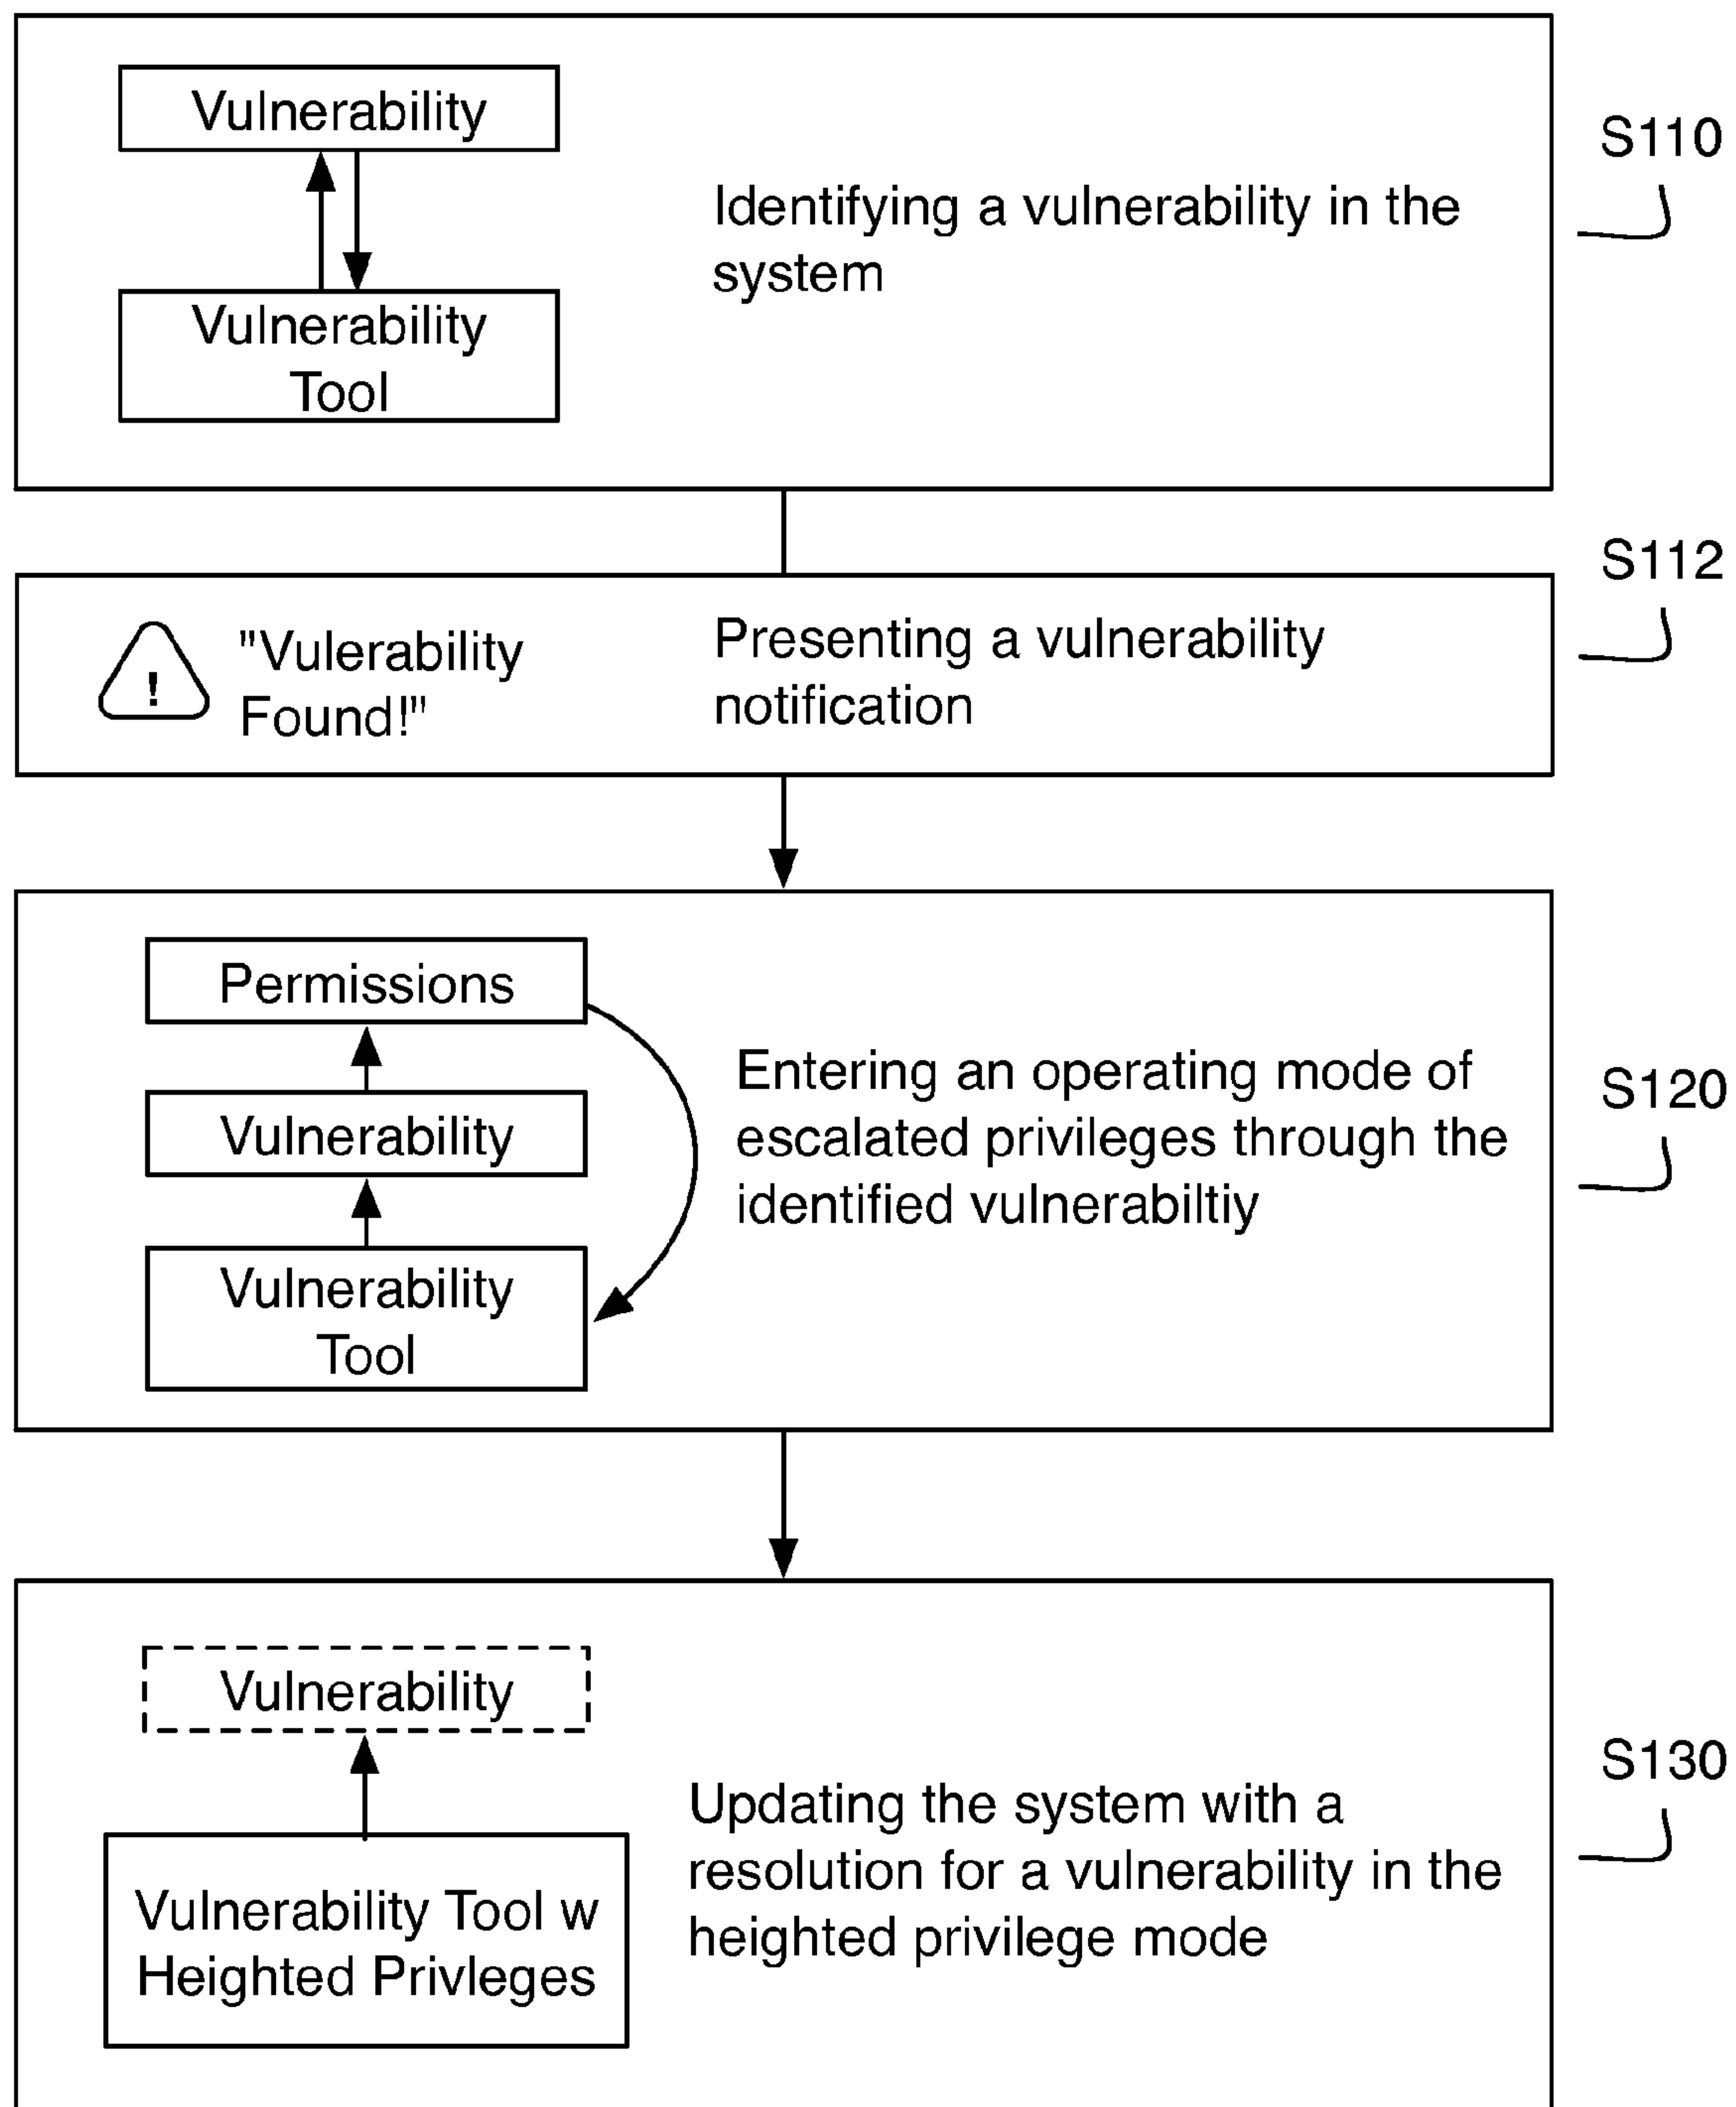 Vulnerability
Vulnerability
Tool
Identifying a vulnerability in the
system
S110
!
"Vulerability
Found!"
Presenting a vulnerability
notification
S112
Permissions
Vulnerability
Vulnerability
Tool
Entering an operating mode of
escalated privileges through the
identified vulnerabiltiy
S120
Vulnerability
Vulnerability Tool w
Heighted Privleges
Updating the system with a
resolution for a vulnerability in the
heighted privilege mode
S130